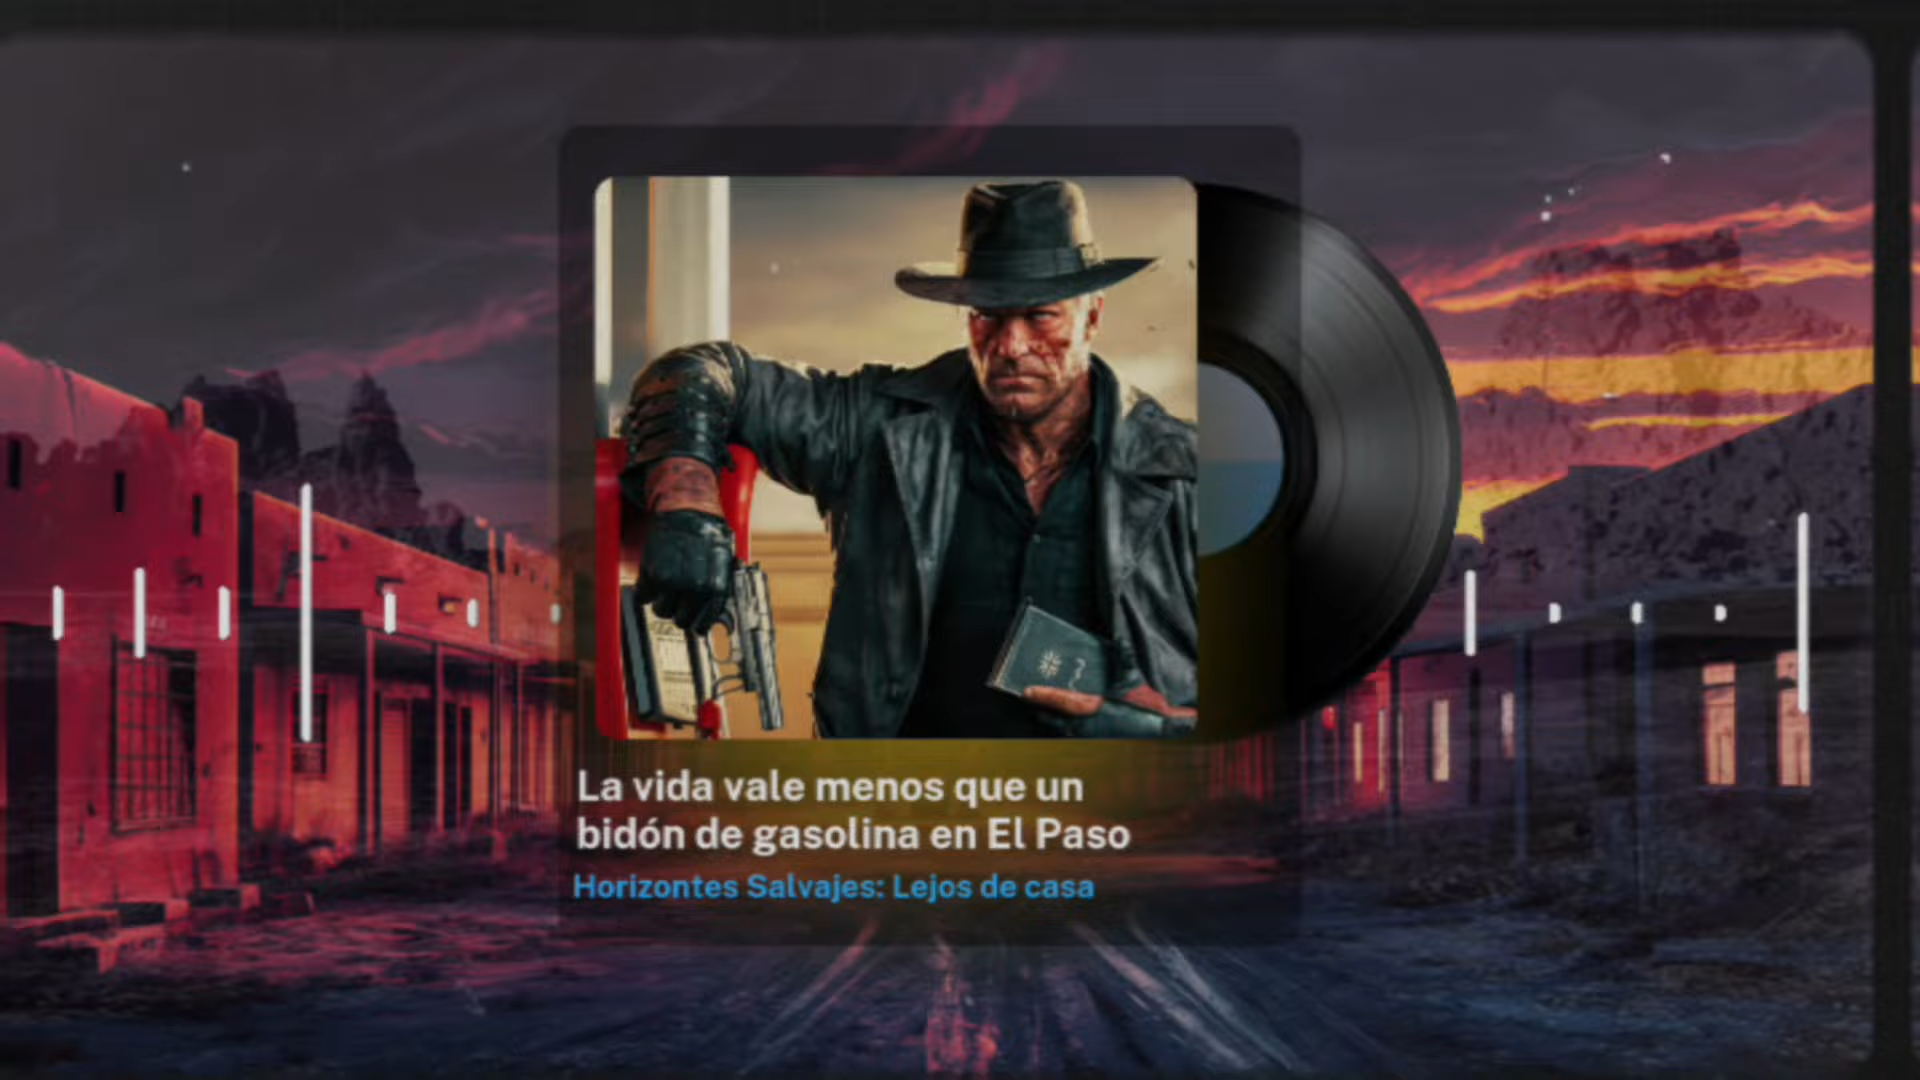 La vida vale menos que un
bidón de gasolina en El Paso
Horizontes Salvajes: Lejos de casa